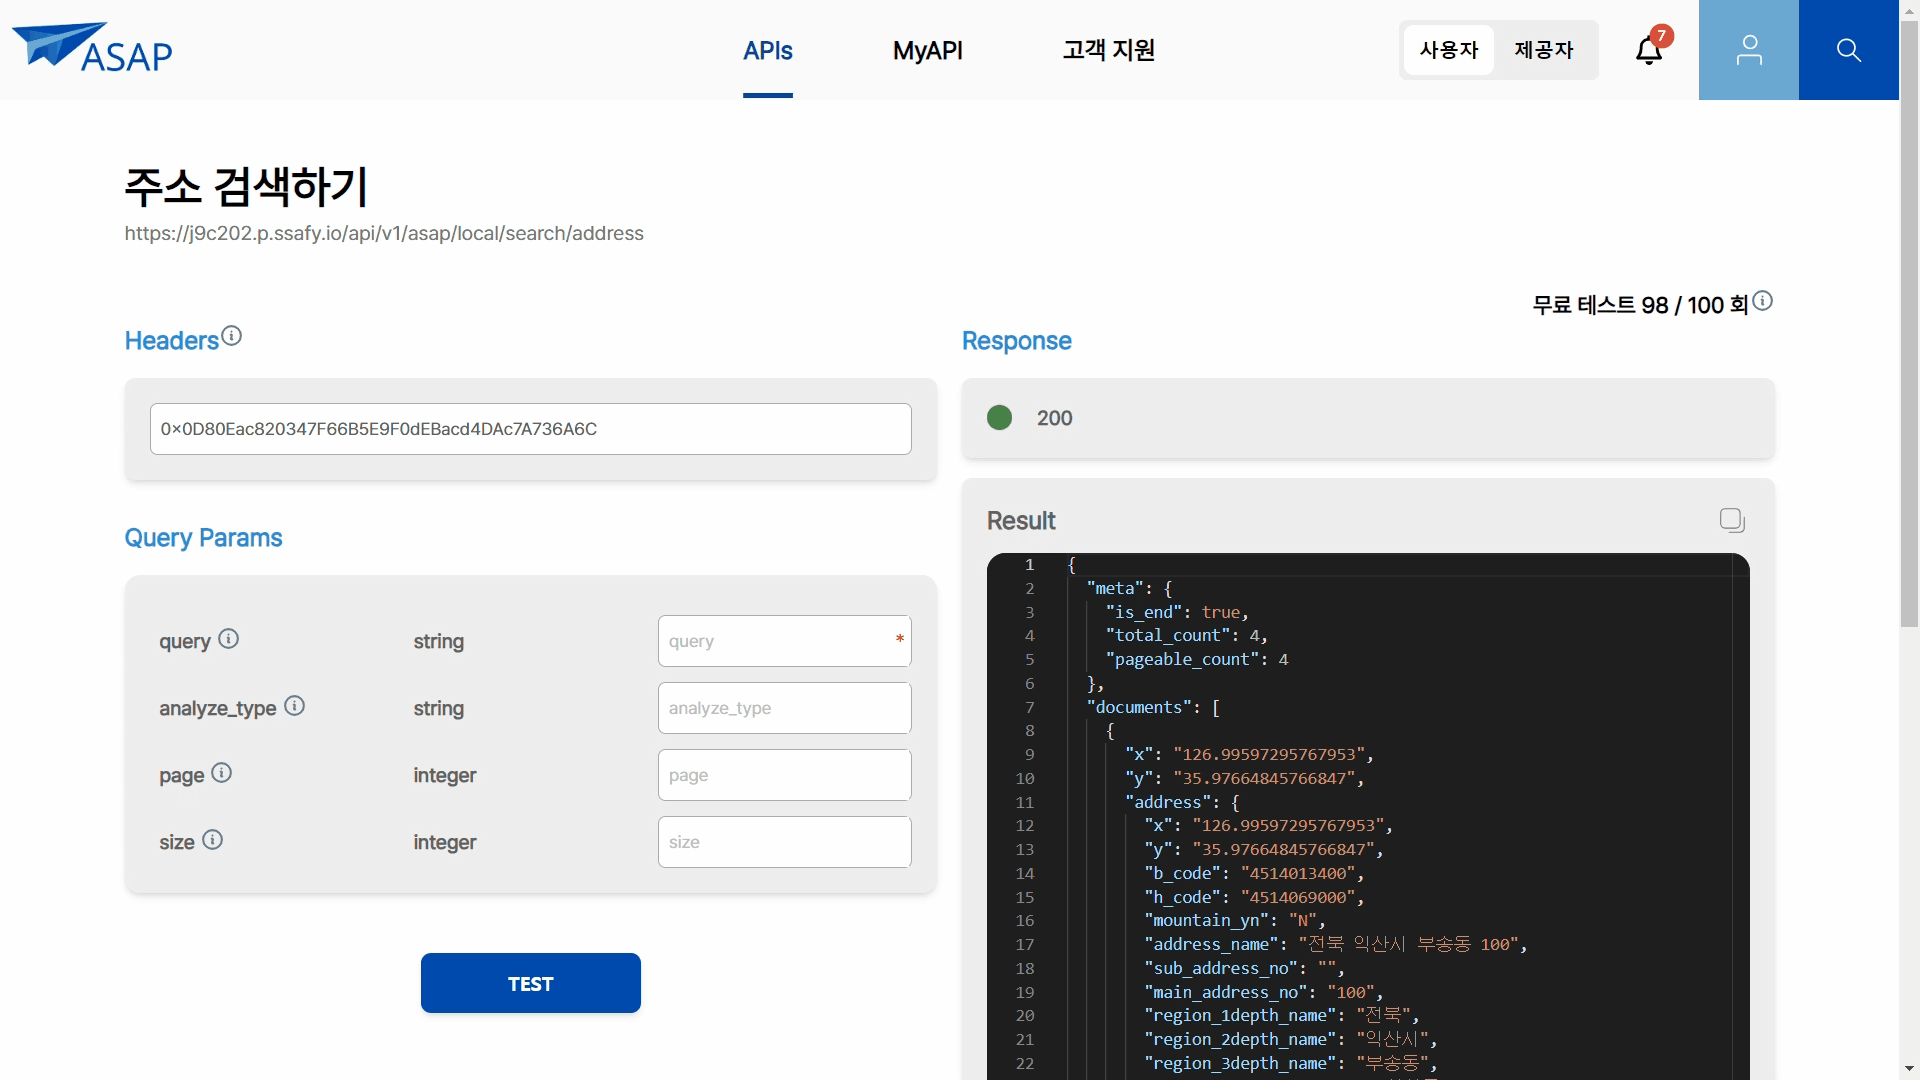 ASAP
APIs
MyAPI
고객 지원
사용자
제공자
7
주소 검색하기
https://j9c202.p.ssafy.io/api/v1/asap/local/search/address
무료 테스트 98 / 100 회
Headers
0×0D80Eac820347F66B5E9F0dEBacd4DAc7A736A6C
Query Params
query string query *
analyze_type string analyze_type
page integer page
size integer size
TEST
Response
200
Result
1 {
2 "meta": {
3 "is_end": true,
4 "total_count": 4,
5 "pageable_count": 4
6 },
7 "documents": [
8 {
9 "x": "126.99597295767953",
10 "y": "35.97664845766847",
11 "address": {
12 "x": "126.99597295767953",
13 "y": "35.97664845766847",
14 "b_code": "4514013400",
15 "h_code": "4514069000",
16 "mountain_yn": "N",
17 "address_name": "전북 익산시 부송동 100",
18 "sub_address_no": "",
19 "main_address_no": "100",
20 "region_1depth_name": "전북",
21 "region_2depth_name": "익산시",
22 "region_3depth_name": "부송동",